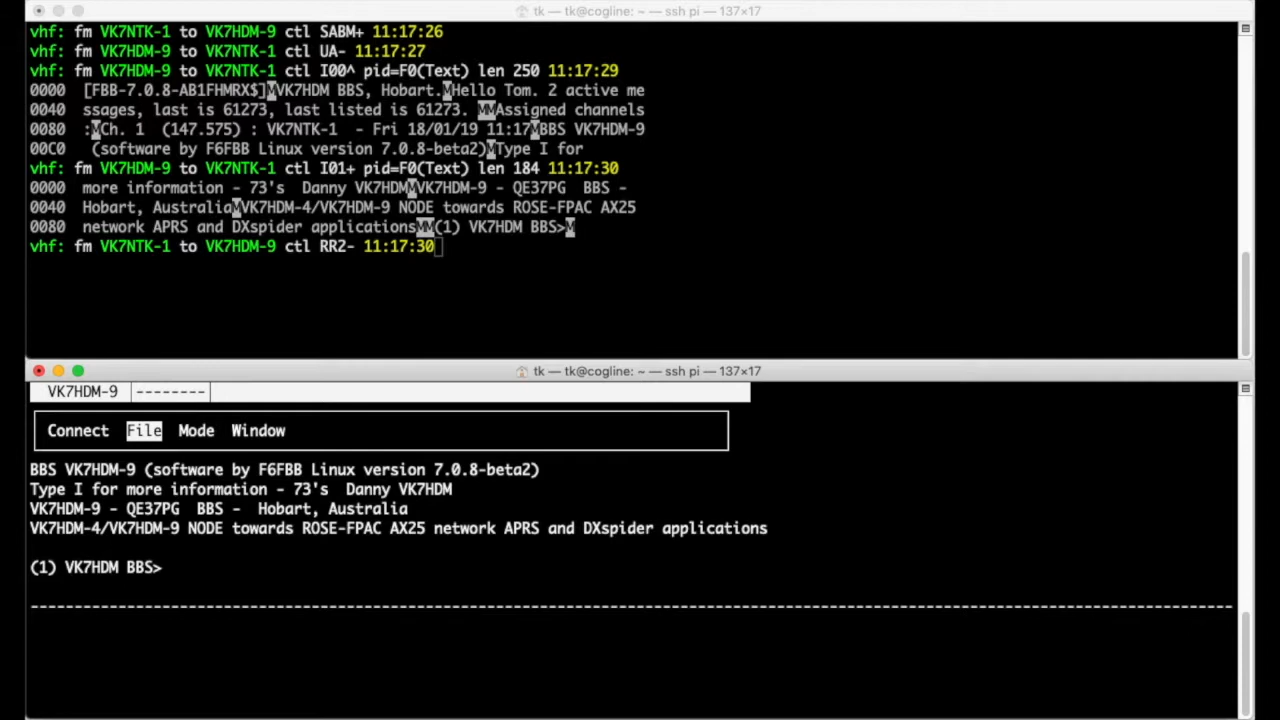 tk — tk@cogline: ~ — ssh pi — 137×17
vhf: fm VK7NTK-1 to VK7HDM-9 ctl SABM+ 11:17:26
vhf: fm VK7HDM-9 to VK7NTK-1 ctl UA- 11:17:27
vhf: fm VK7HDM-9 to VK7NTK-1 ctl I00^ pid=F0(Text) len 250 11:17:29
0000  [FBB-7.0.8-AB1FHMRX$]MVK7HDM BBS, Hobart.MHello Tom. 2 active me
0040  ssages, last is 61273, last listed is 61273. MMAssigned channels
0080  :MCh. 1  (147.575) : VK7NTK-1  - Fri 18/01/19 11:17MBBS VK7HDM-9
00C0   (software by F6FBB Linux version 7.0.8-beta2)MType I for
vhf: fm VK7HDM-9 to VK7NTK-1 ctl I01+ pid=F0(Text) len 184 11:17:30
0000  more information - 73's  Danny VK7HDMMVK7HDM-9 - QE37PG  BBS -
0040  Hobart, AustraliaMVK7HDM-4/VK7HDM-9 NODE towards ROSE-FPAC AX25
0080  network APRS and DXspider applicationsMM(1) VK7HDM BBS>M
vhf: fm VK7NTK-1 to VK7HDM-9 ctl RR2- 11:17:30
tk — tk@cogline: ~ — ssh pi — 137×17
VK7HDM-9 --------
Connect File Mode Window
BBS VK7HDM-9 (software by F6FBB Linux version 7.0.8-beta2)
Type I for more information - 73's  Danny VK7HDM
VK7HDM-9 - QE37PG  BBS -  Hobart, Australia
VK7HDM-4/VK7HDM-9 NODE towards ROSE-FPAC AX25 network APRS and DXspider applications
(1) VK7HDM BBS>